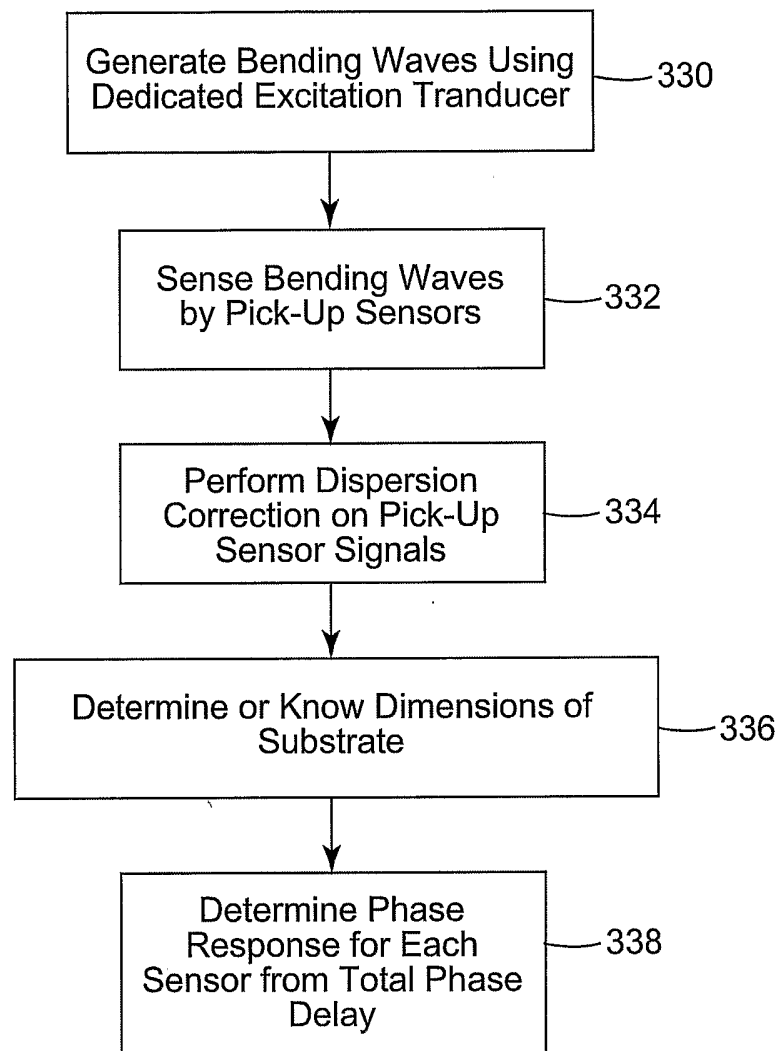 Generate Bending Waves Using
Dedicated Excitation Tranducer
330
Sense Bending Waves
by Pick-Up Sensors
332
Perform Dispersion
Correction on Pick-Up
Sensor Signals
334
Determine or Know Dimensions of
Substrate
336
Determine Phase
Response for Each
Sensor from Total Phase
Delay
338